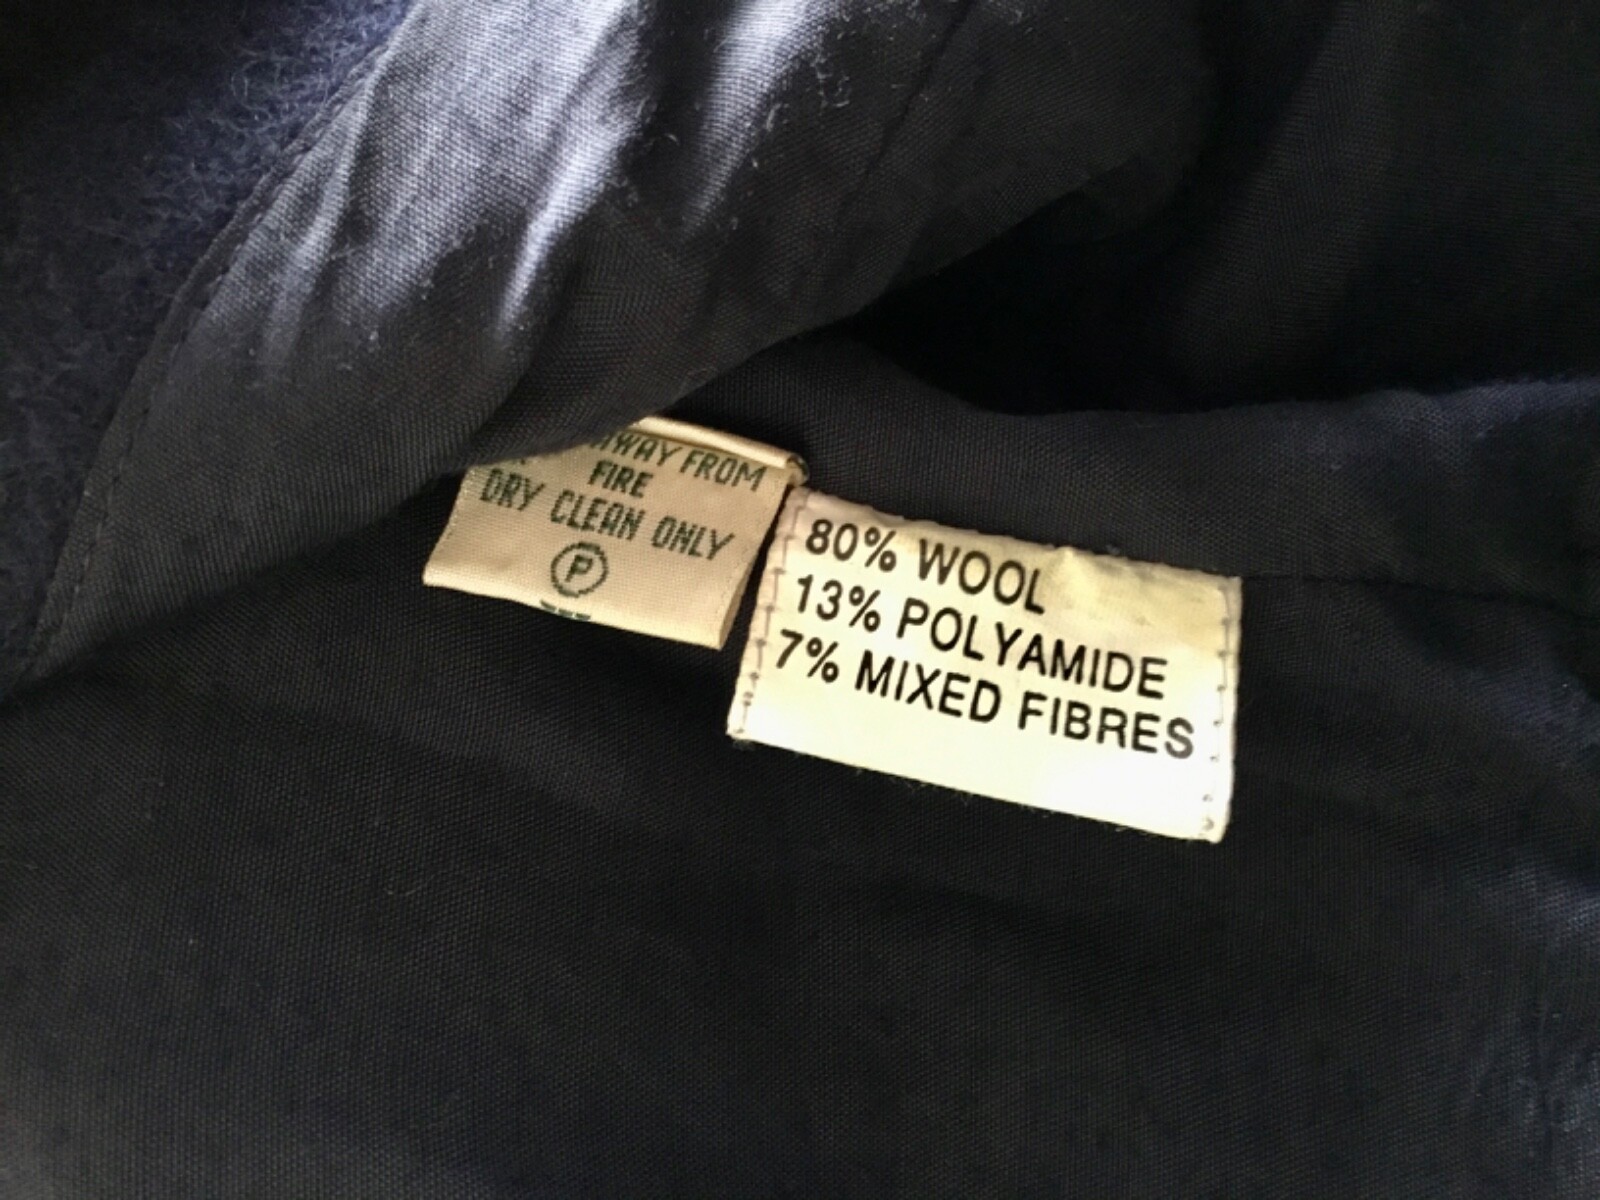 AWAY FROM
FIRE
DRY CLEAN ONLY
P
80% WOOL
13% POLYAMIDE
7% MIXED FIBRES